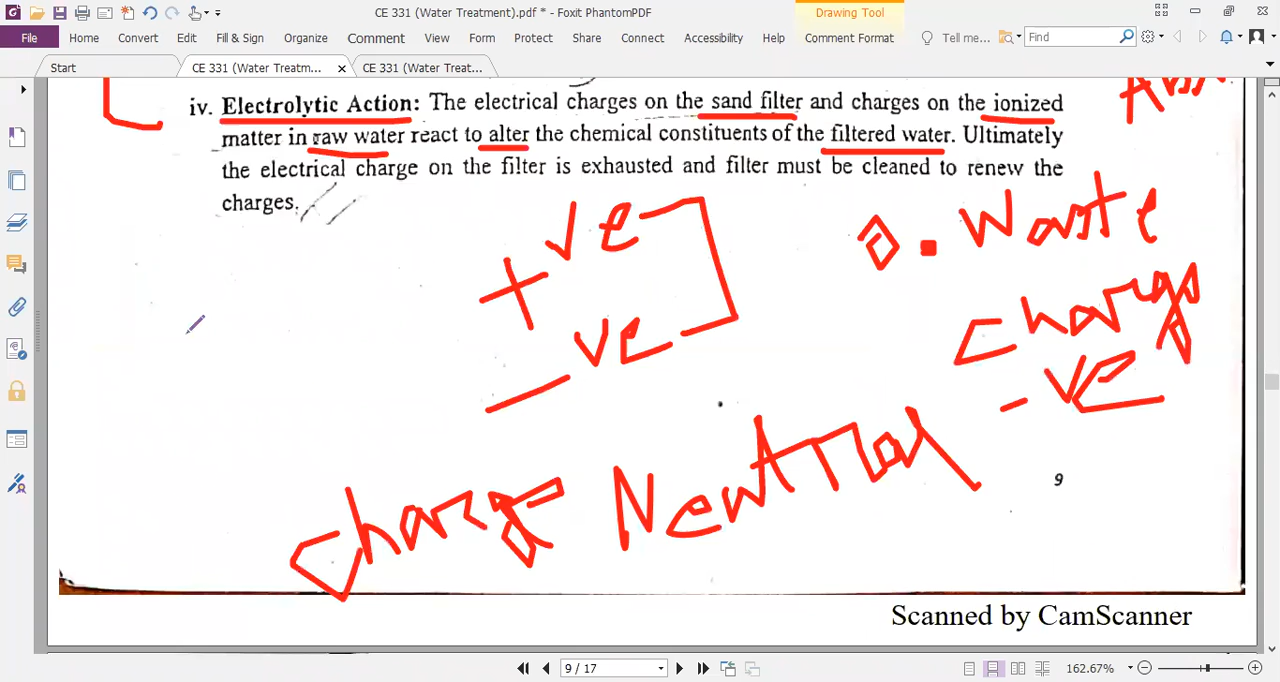 CE 331 (Water Treatment).pdf * - Foxit PhantomPDF
Drawing Tool
File Home Convert Edit Fill & Sign Organize Comment View Form Protect Share Connect Accessibility Help Comment Format Tell me... Find
Start CE 331 (Water Treatm... CE 331 (Water Treat...
iv. Electrolytic Action: The electrical charges on the sand filter and charges on the ionized
matter in raw water react to alter the chemical constituents of the filtered water. Ultimately
the electrical charge on the filter is exhausted and filter must be cleaned to renew the
charges.
+ve
-ve
Waste
Charge
-ve
Charge Neutral
9
Scanned by CamScanner
9 / 17 162.67%